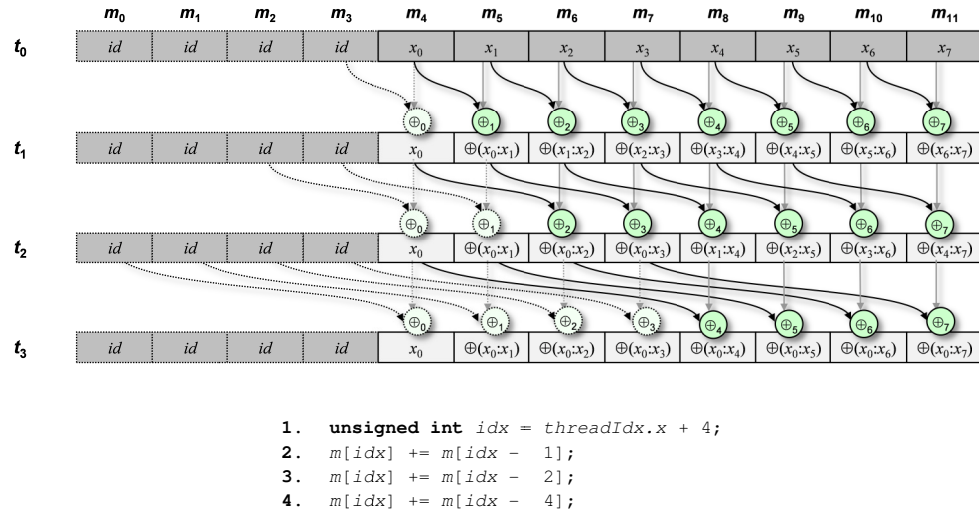 m0 m1 m2 m3 m4 m5 m6 m7 m8 m9 m10 m11
t0 id id id id x0 x1 x2 x3 x4 x5 x6 x7
⊕0 ⊕1 ⊕2 ⊕3 ⊕4 ⊕5 ⊕6 ⊕7
t1 id id id id x0 ⊕(x0:x1) ⊕(x1:x2) ⊕(x2:x3) ⊕(x3:x4) ⊕(x4:x5) ⊕(x5:x6) ⊕(x6:x7)
⊕0 ⊕1 ⊕2 ⊕3 ⊕4 ⊕5 ⊕6 ⊕7
t2 id id id id x0 ⊕(x0:x1) ⊕(x0:x2) ⊕(x0:x3) ⊕(x1:x4) ⊕(x2:x5) ⊕(x3:x6) ⊕(x4:x7)
⊕0 ⊕1 ⊕2 ⊕3 ⊕4 ⊕5 ⊕6 ⊕7
t3 id id id id x0 ⊕(x0:x1) ⊕(x0:x2) ⊕(x0:x3) ⊕(x0:x4) ⊕(x0:x5) ⊕(x0:x6) ⊕(x0:x7)
1. unsigned int idx = threadIdx.x + 4;
2. m[idx] += m[idx - 1];
3. m[idx] += m[idx - 2];
4. m[idx] += m[idx - 4];